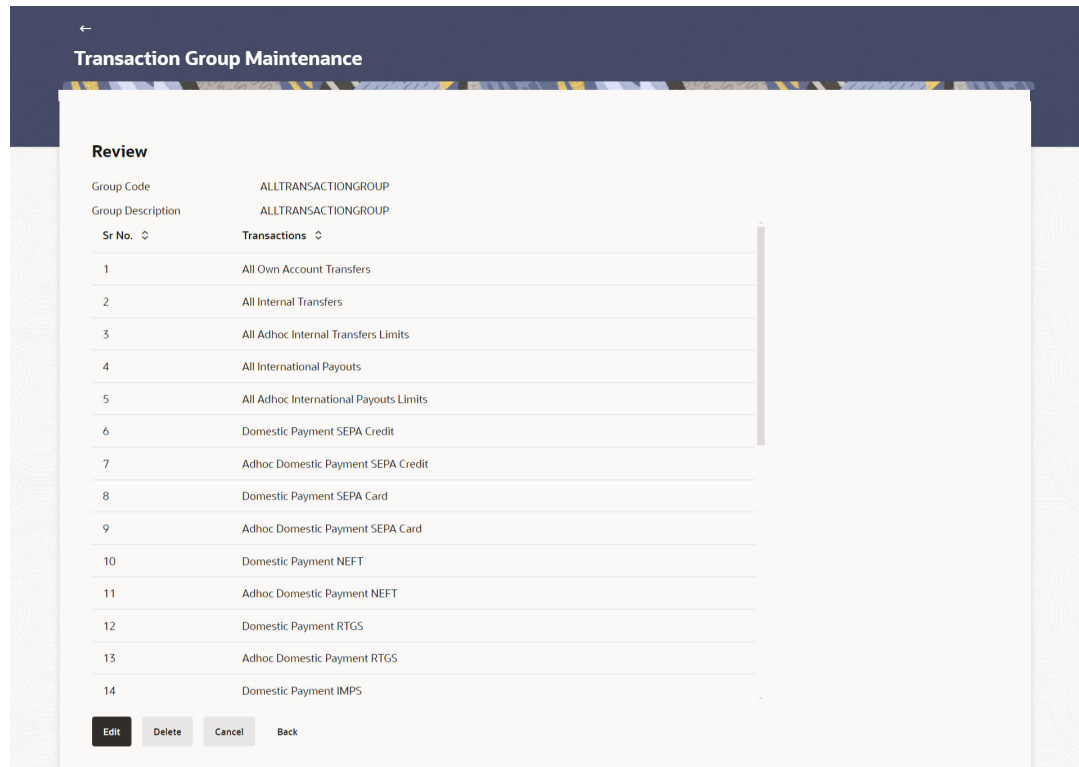 Transaction Group Maintenance
Review
Group Code ALLTRANSACTIONGROUP
Group Description ALLTRANSACTIONGROUP
Sr No. Transactions
1 All Own Account Transfers
2 All Internal Transfers
3 All Adhoc Internal Transfers Limits
4 All International Payouts
5 All Adhoc International Payouts Limits
6 Domestic Payment SEPA Credit
7 Adhoc Domestic Payment SEPA Credit
8 Domestic Payment SEPA Card
9 Adhoc Domestic Payment SEPA Card
10 Domestic Payment NEFT
11 Adhoc Domestic Payment NEFT
12 Domestic Payment RTGS
13 Adhoc Domestic Payment RTGS
14 Domestic Payment IMPS
Edit Delete Cancel Back